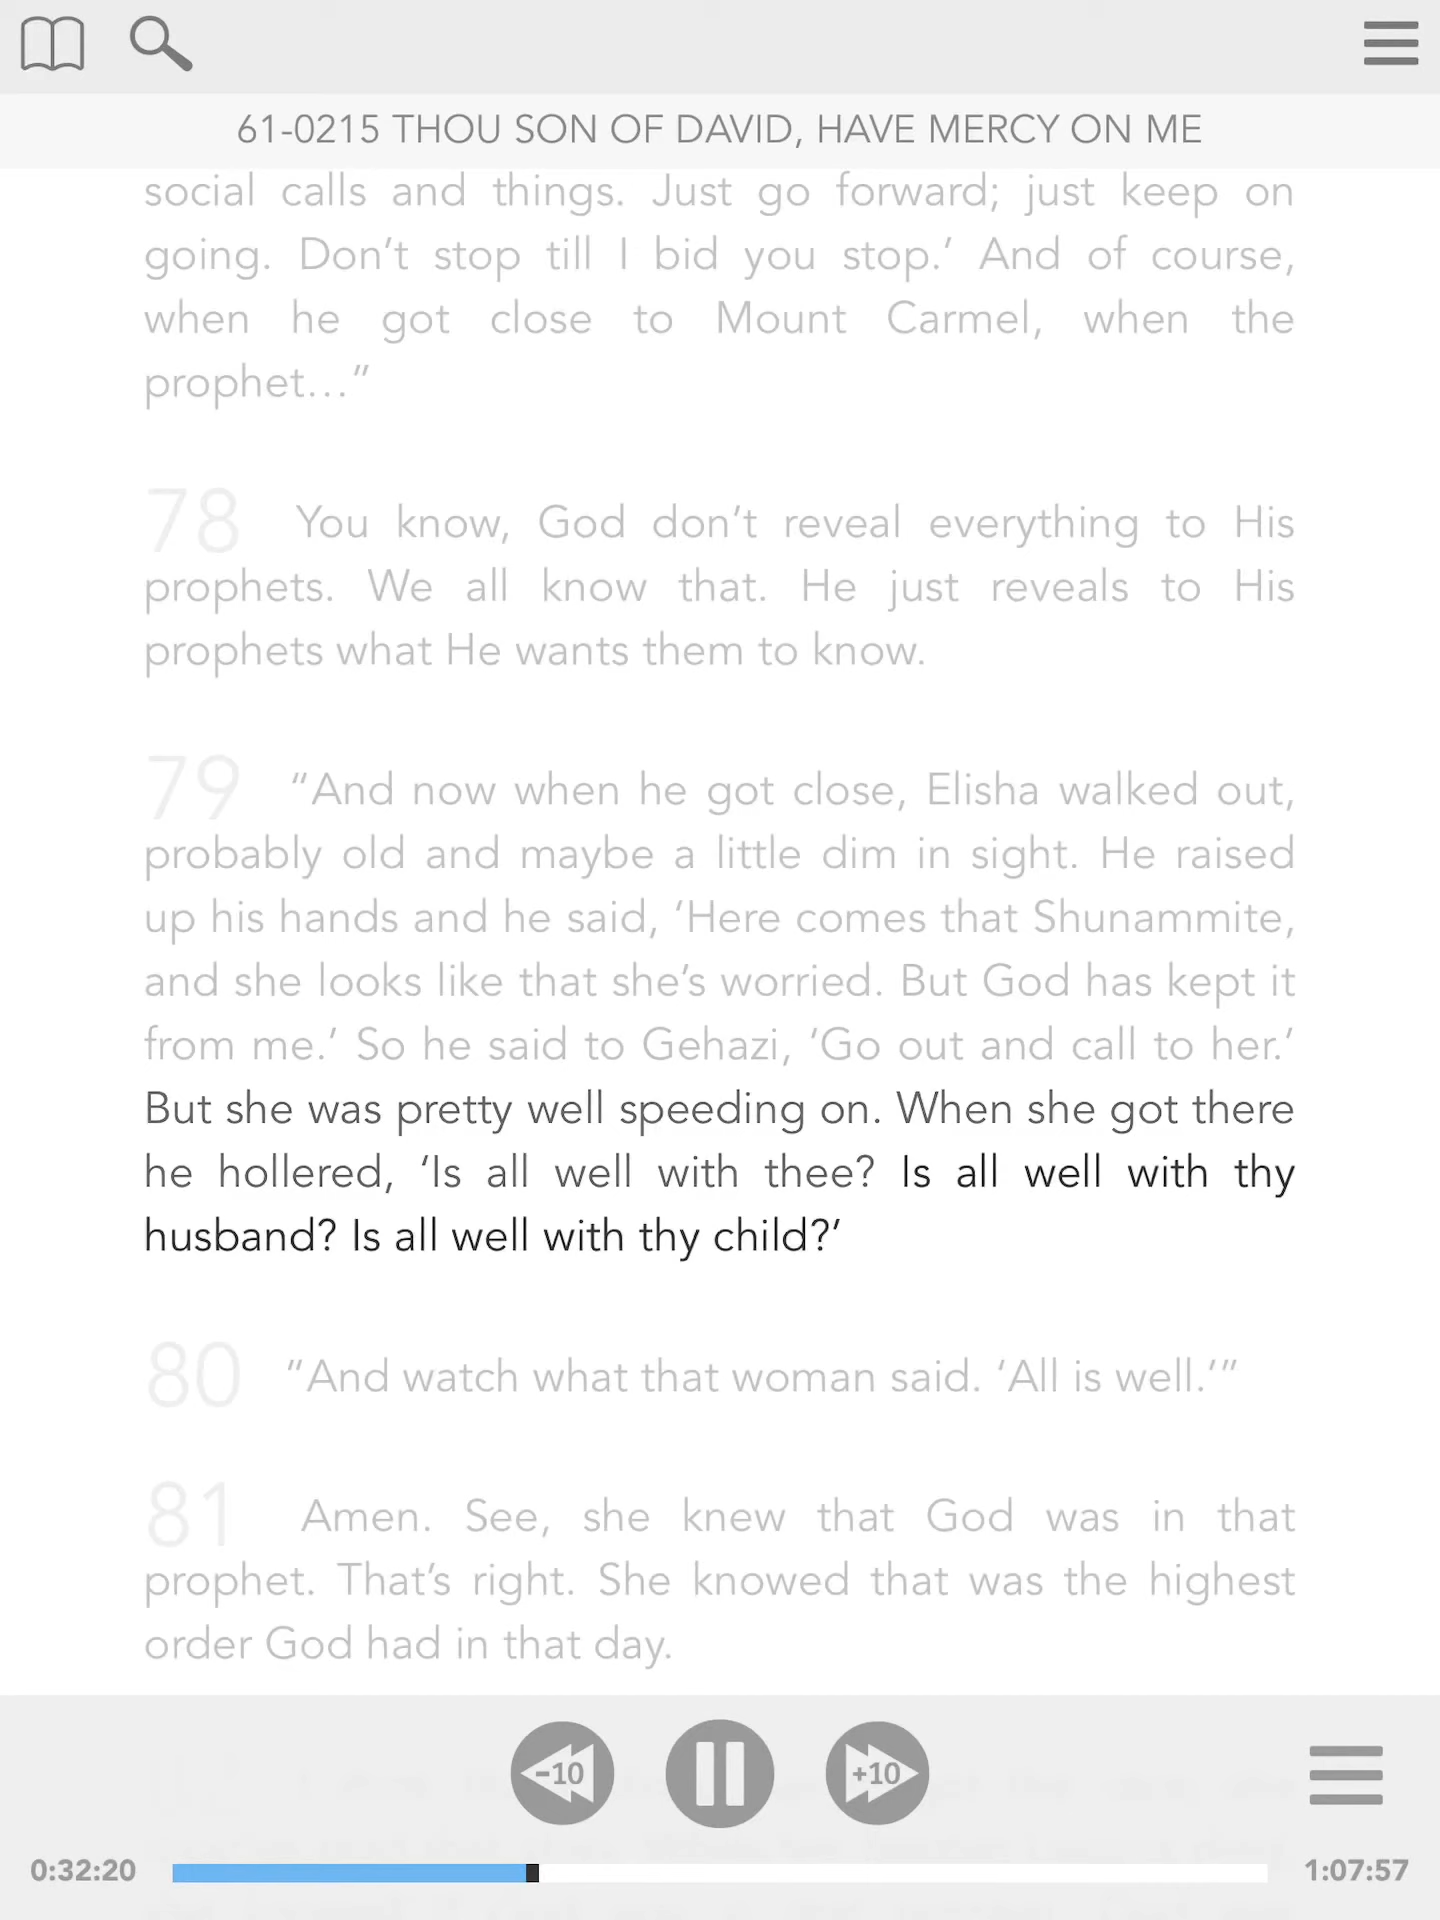 61-0215 THOU SON OF DAVID, HAVE MERCY ON ME
social calls and things. Just go forward; just keep on
going. Don’t stop till I bid you stop.’ And of course,
when he got close to Mount Carmel, when the
prophet…”
78 You know, God don’t reveal everything to His
prophets. We all know that. He just reveals to His
prophets what He wants them to know.
79 “And now when he got close, Elisha walked out,
probably old and maybe a little dim in sight. He raised
up his hands and he said, ‘Here comes that Shunammite,
and she looks like that she’s worried. But God has kept it
from me.’ So he said to Gehazi, ‘Go out and call to her.’
But she was pretty well speeding on. When she got there
he hollered, ‘Is all well with thee? Is all well with thy
husband? Is all well with thy child?’
80 “And watch what that woman said. ‘All is well.’”
81 Amen. See, she knew that God was in that
prophet. That’s right. She knowed that was the highest
order God had in that day.
-10 +10
0:32:20 1:07:57